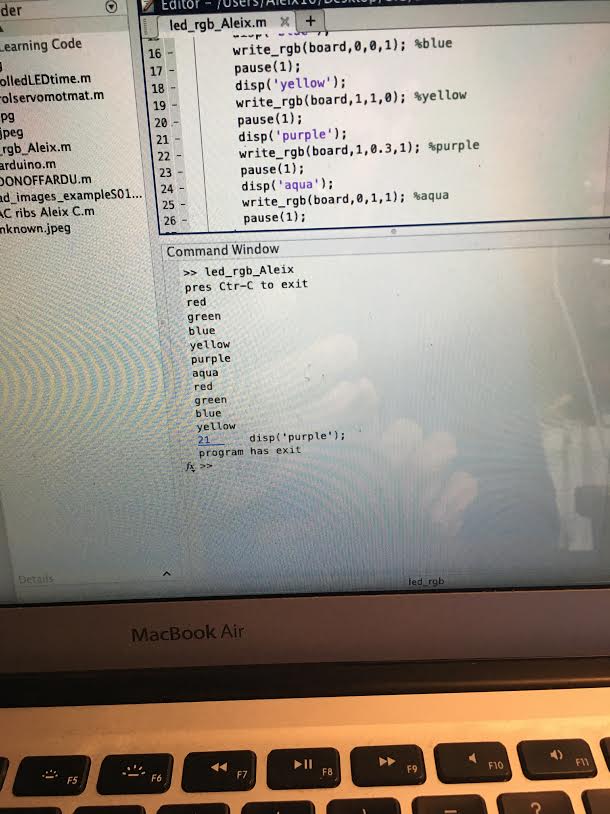 der
Editor - /Users/Aleix10/Desktop/
led_rgb_Aleix.m × +
Learning Code
olledLEDtime.m
rolservomotmat.m
pg
jpeg
_rgb_Aleix.m
arduino.m
DONOFFARDU.m
ad_images_exampleS01...
AC ribs Aleix C.m
nknown.jpeg
16 - write_rgb(board,0,0,1); %blue
17 - pause(1);
18 - disp('yellow');
19 - write_rgb(board,1,1,0); %yellow
20 - pause(1);
21 - disp('purple');
22 - write_rgb(board,1,0.3,1); %purple
23 - pause(1);
24 - disp('aqua');
25 - write_rgb(board,0,1,1); %aqua
26 - pause(1);
Command Window
>> led_rgb_Aleix
pres Ctr-C to exit
red
green
blue
yellow
purple
aqua
red
green
blue
yellow
21 disp('purple');
program has exit
fx >>
Details
led_rgb
MacBook Air
F5
F6
F7
F8
F9
F10
F11
?